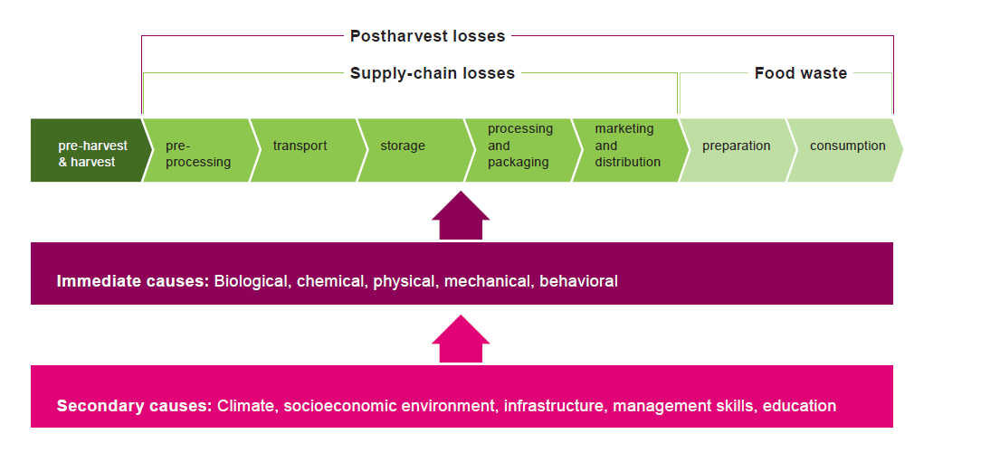 Postharvest losses
Supply-chain losses
Food waste
pre-harvest
& harvest
pre-
processing
transport
storage
processing
and
packaging
marketing
and
distribution
preparation
consumption
Immediate causes: Biological, chemical, physical, mechanical, behavioral
Secondary causes: Climate, socioeconomic environment, infrastructure, management skills, education